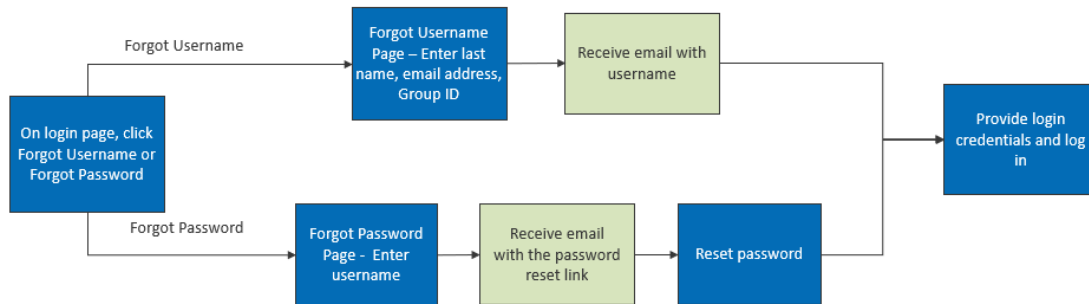 Forgot Username
Forgot Username
Page – Enter last
name, email address,
Group ID
Receive email with
username
On login page, click
Forgot Username or
Forgot Password
Provide login
credentials and log
in
Forgot Password
Forgot Password
Page -  Enter
username
Receive email
with the password
reset link
Reset password